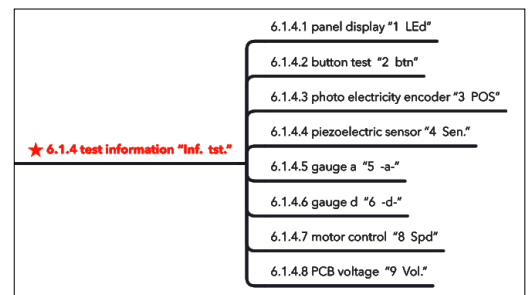 6.1.4.1 panel display "1 LEd"
6.1.4.2 button test "2 btn"
6.1.4.3 photo electricity encoder "3 POS"
6.1.4.4 piezoelectric sensor "4 Sen."
★ 6.1.4 test information "Inf. tst."
6.1.4.5 gauge a "5 -a-"
6.1.4.6 gauge d "6 -d-"
6.1.4.7 motor control "8 Spd"
6.1.4.8 PCB voltage "9 Vol."